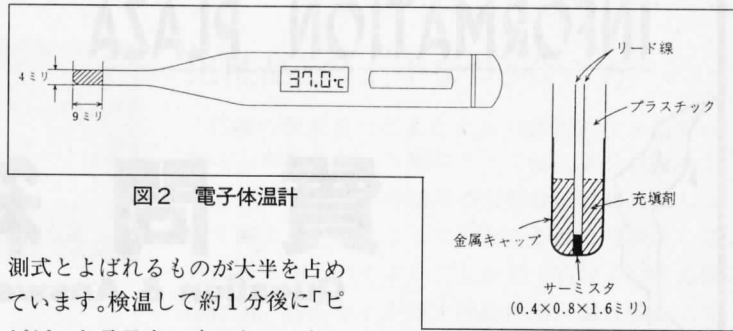 INFORMATION PLAZA
質問
37.0℃
4ミリ
9ミリ
図2 電子体温計
リード線
プラスチック
充塡剤
金属キャップ
サーミスタ
(0.4×0.8×1.6ミリ)
測式とよばれるものが大半を占め
ています。検温して約1分後に「ピ